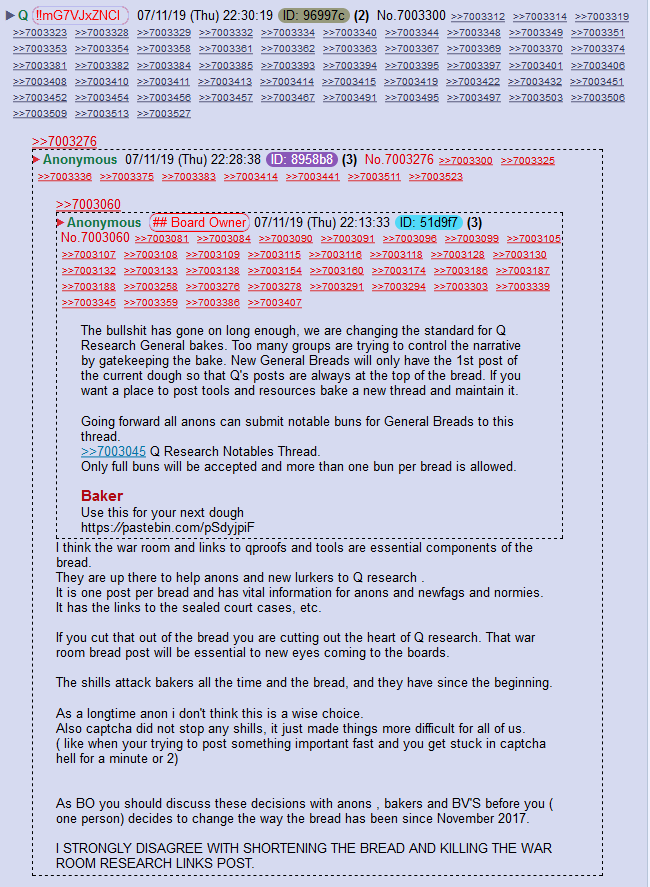 ▶ Q !!mG7VJxZNCI 07/11/19 (Thu) 22:30:19 ID: 96997c (2) No.7003300 >>7003312 >>7003314 >>7003319
>>7003323 >>7003328 >>7003329 >>7003332 >>7003334 >>7003340 >>7003344 >>7003348 >>7003349 >>7003351
>>7003353 >>7003354 >>7003358 >>7003361 >>7003362 >>7003363 >>7003367 >>7003369 >>7003370 >>7003374
>>7003381 >>7003382 >>7003384 >>7003385 >>7003393 >>7003394 >>7003395 >>7003397 >>7003401 >>7003406
>>7003408 >>7003410 >>7003411 >>7003413 >>7003414 >>7003415 >>7003419 >>7003422 >>7003432 >>7003451
>>7003452 >>7003454 >>7003456 >>7003457 >>7003467 >>7003491 >>7003495 >>7003497 >>7003503 >>7003506
>>7003509 >>7003513 >>7003527
>>7003276
▶ Anonymous 07/11/19 (Thu) 22:28:38 ID: 8958b8 (3) No.7003276 >>7003300 >>7003325
>>7003336 >>7003375 >>7003383 >>7003414 >>7003441 >>7003511 >>7003523
>>7003060
▶ Anonymous ## Board Owner 07/11/19 (Thu) 22:13:33 ID: 51d9f7 (3)
No.7003060 >>7003081 >>7003084 >>7003090 >>7003091 >>7003096 >>7003099 >>7003105
>>7003107 >>7003108 >>7003109 >>7003115 >>7003116 >>7003118 >>7003128 >>7003130
>>7003132 >>7003133 >>7003138 >>7003154 >>7003160 >>7003174 >>7003186 >>7003187
>>7003188 >>7003258 >>7003276 >>7003278 >>7003291 >>7003294 >>7003303 >>7003339
>>7003345 >>7003359 >>7003386 >>7003407
The bullshit has gone on long enough, we are changing the standard for Q
Research General bakes. Too many groups are trying to control the narrative
by gatekeeping the bake. New General Breads will only have the 1st post of
the current dough so that Q's posts are always at the top of the bread. If you
want a place to post tools and resources bake a new thread and maintain it.
Going forward all anons can submit notable buns for General Breads to this
thread.
>>7003045 Q Research Notables Thread.
Only full buns will be accepted and more than one bun per bread is allowed.
Baker
Use this for your next dough
https://pastebin.com/pSdyjpiF
I think the war room and links to qproofs and tools are essential components of the
bread.
They are up there to help anons and new lurkers to Q research .
It is one post per bread and has vital information for anons and newfags and normies.
It has the links to the sealed court cases, etc.
If you cut that out of the bread you are cutting out the heart of Q research. That war
room bread post will be essential to new eyes coming to the boards.
The shills attack bakers all the time and the bread, and they have since the beginning.
As a longtime anon i don't think this is a wise choice.
Also captcha did not stop any shills, it just made things more difficult for all of us.
( like when your trying to post something important fast and you get stuck in captcha
hell for a minute or 2)
As BO you should discuss these decisions with anons , bakers and BV'S before you (
one person) decides to change the way the bread has been since November 2017.
I STRONGLY DISAGREE WITH SHORTENING THE BREAD AND KILLING THE WAR
ROOM RESEARCH LINKS POST.